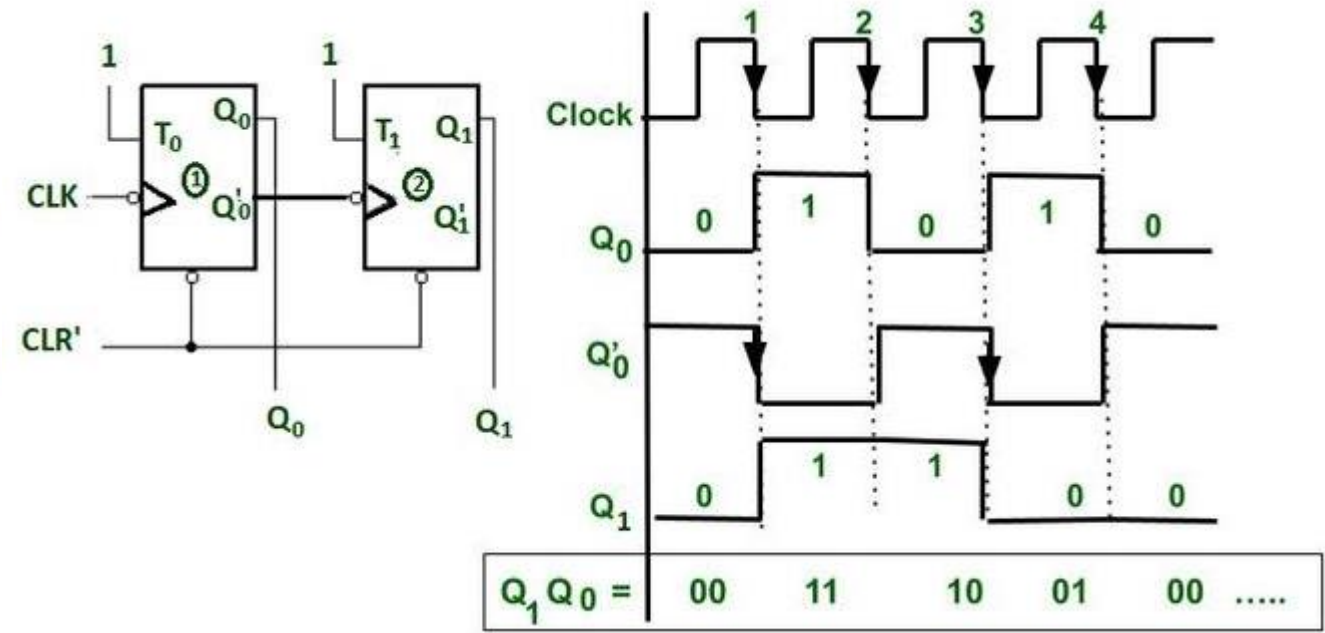 1
1
T₀
Q₀
①
Q'₀
T₁
Q₁
②
Q'₁
CLK
CLR'
Q₀
Q₁
1 2 3 4
Clock
Q₀ 0 1 0 1 0
Q'₀
Q₁ 0 1 1 0 0
Q₁Q₀ = 00 11 10 01 00 .....